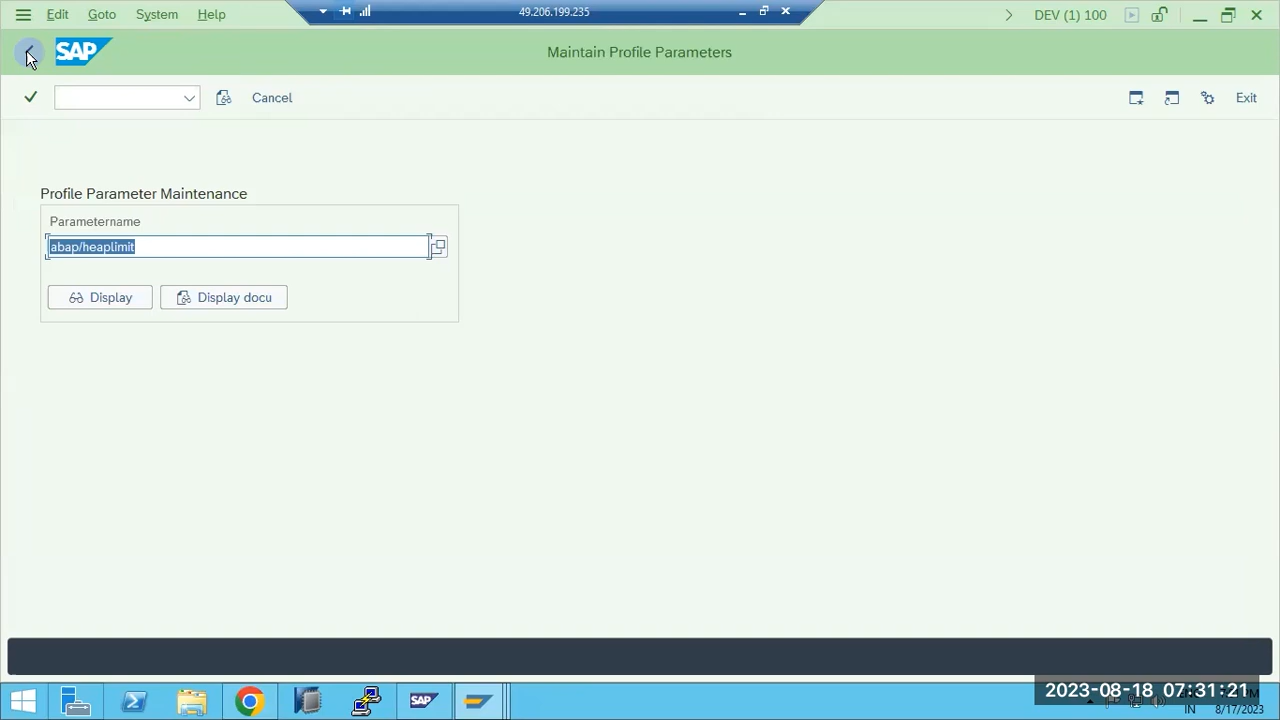 Edit Goto System Help
49.206.199.235
DEV (1) 100
SAP
Maintain Profile Parameters
Cancel
Exit
Profile Parameter Maintenance
Parametername
abap/heaplimit
Display
Display docu
SAP
2023-08-18 07:31:21
IN 8/17/2023